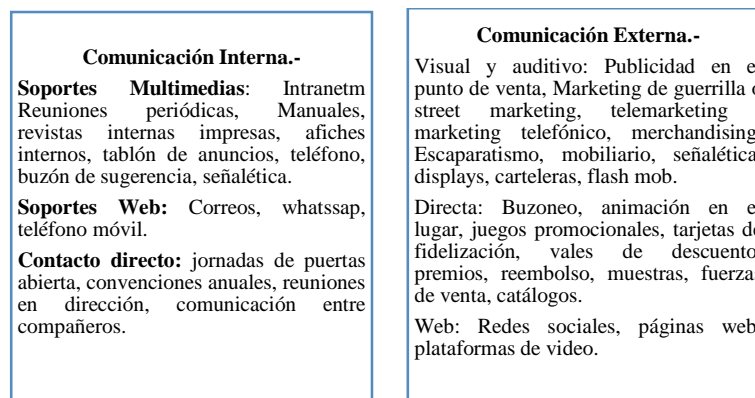 Comunicación Interna.-
Soportes Multimedias: Intranetm
Reuniones periódicas, Manuales,
revistas internas impresas, afiches
internos, tablón de anuncios, teléfono,
buzón de sugerencia, señalética.
Soportes Web: Correos, whatssap,
teléfono móvil.
Contacto directo: jornadas de puertas
abierta, convenciones anuales, reuniones
en dirección, comunicación entre
compañeros.
Comunicación Externa.-
Visual y auditivo: Publicidad en e
punto de venta, Marketing de guerrilla o
street marketing, telemarketing
marketing telefónico, merchandising
Escaparatismo, mobiliario, señalética
displays, carteleras, flash mob.
Directa: Buzoneo, animación en e
lugar, juegos promocionales, tarjetas de
fidelización, vales de descuento
premios, reembolso, muestras, fuerza
de venta, catálogos.
Web: Redes sociales, páginas web
plataformas de video.